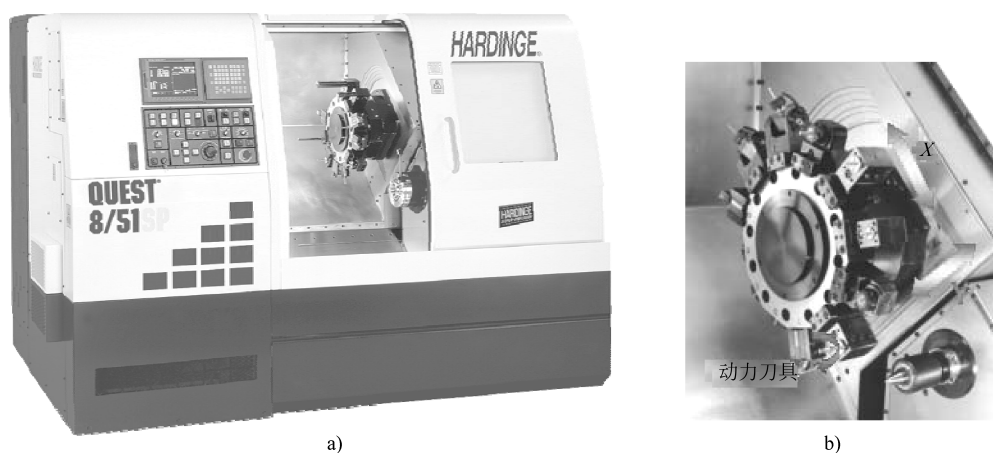 HARDINGE
QUEST
8/51SP
HARDINGE
X
动力刀具
a)
b)